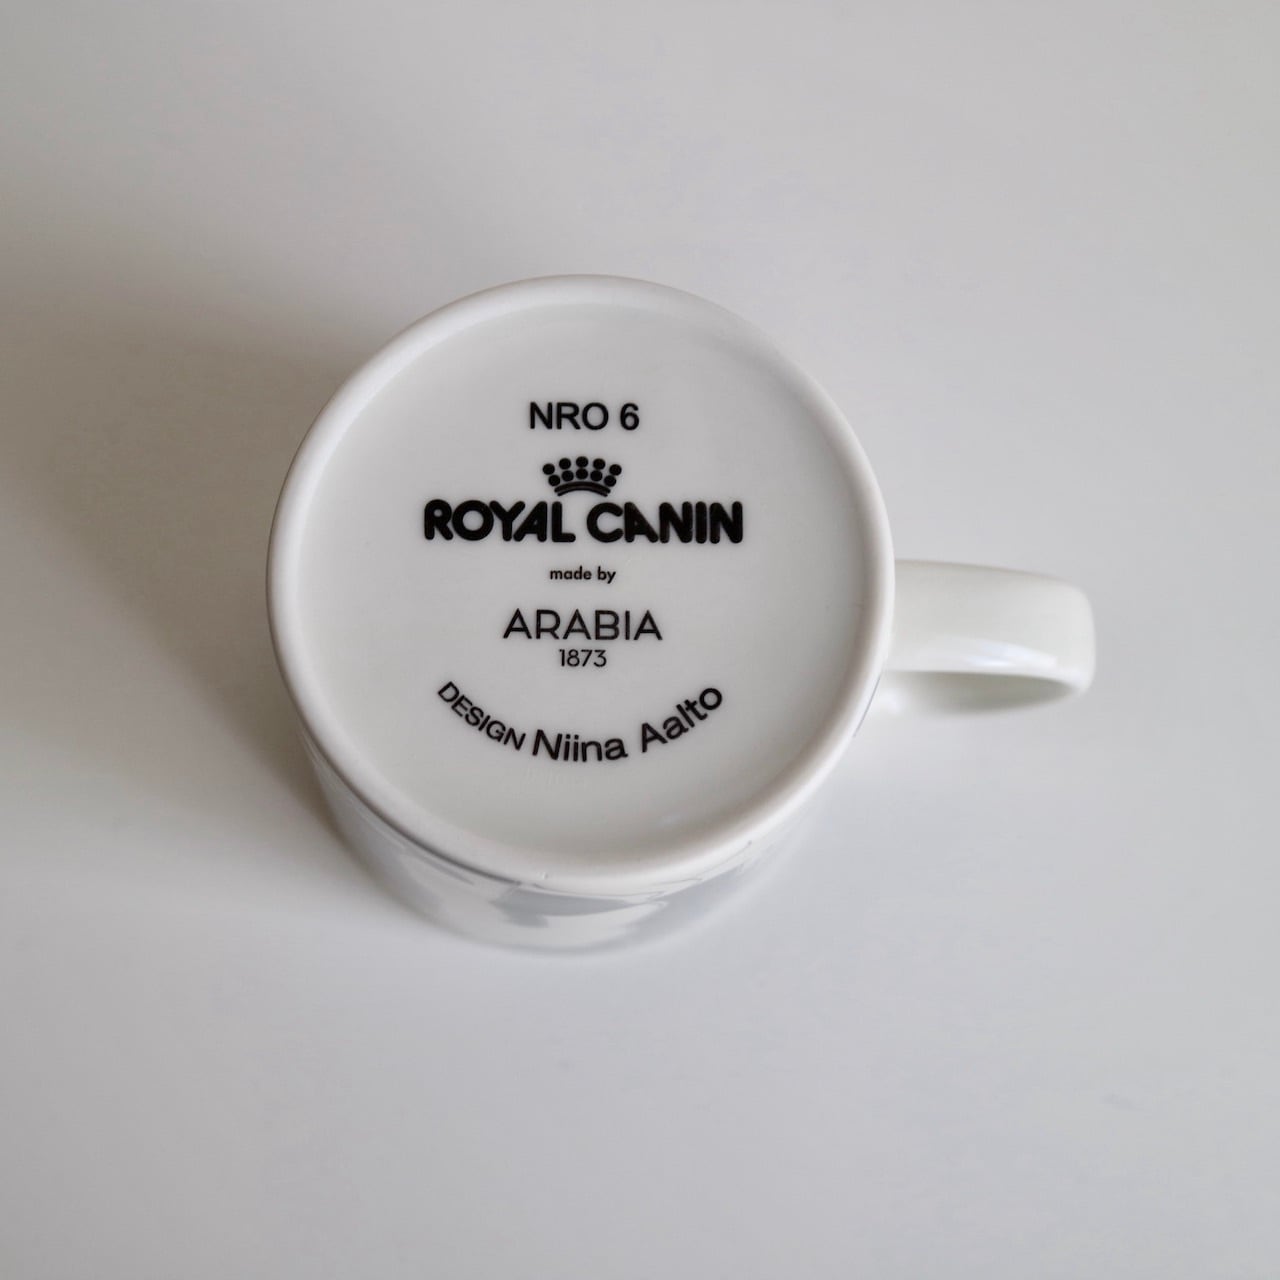 NRO 6
ROYAL CANIN
made by
ARABIA
1873
DESIGN Niina Aalto